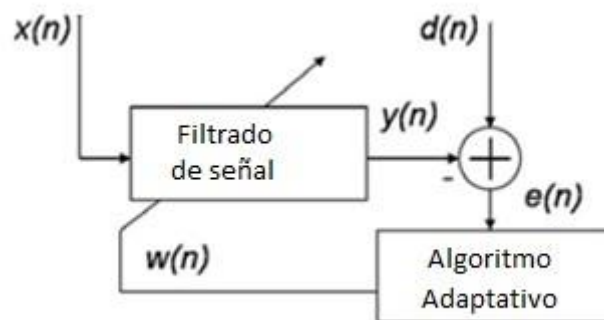 x(n)
d(n)
Filtrado
de señal
y(n)
-
e(n)
w(n)
Algoritmo
Adaptativo